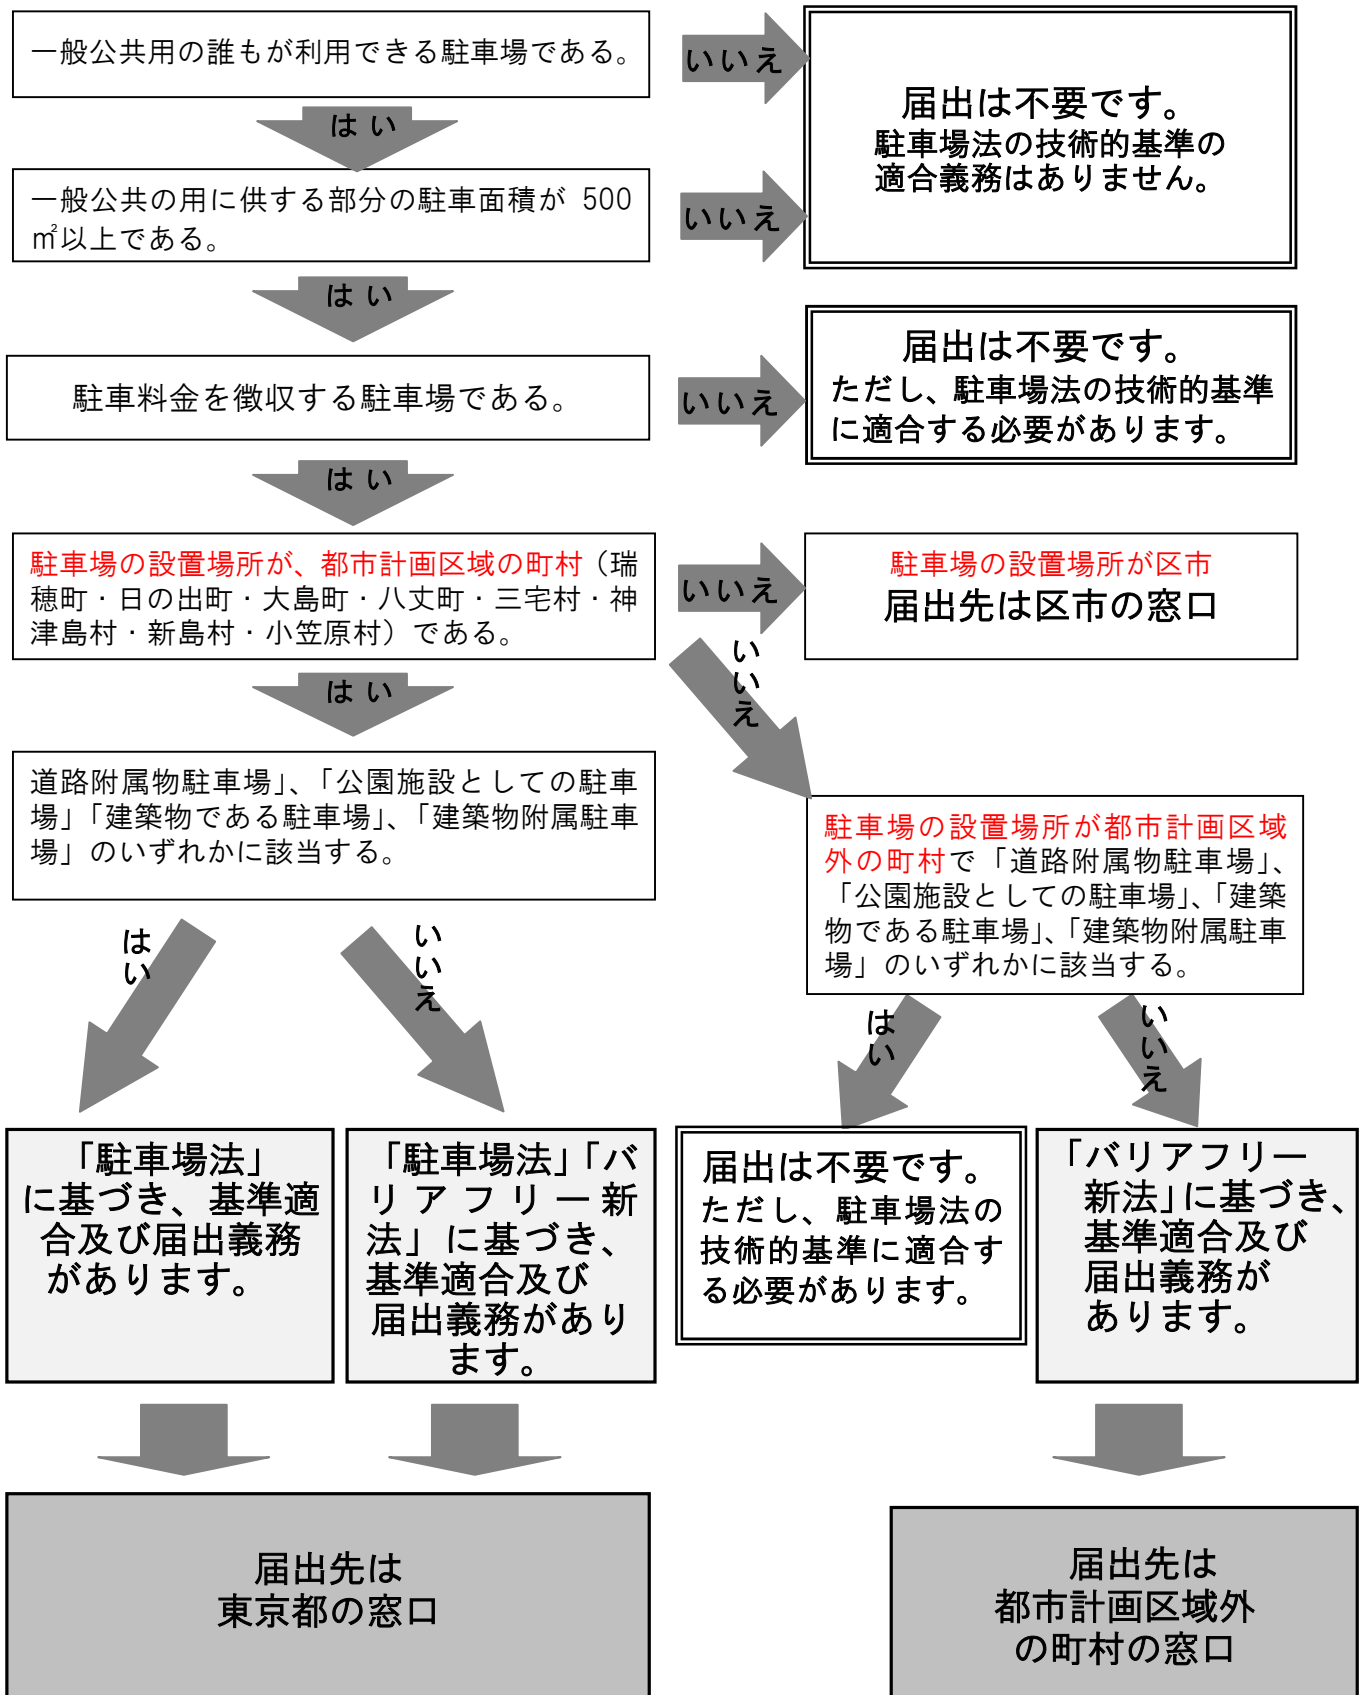 一般公共用の誰もが利用できる駐車場である。
いいえ
届出は不要です。
駐車場法の技術的基準の
適合義務はありません。
はい
一般公共の用に供する部分の駐車面積が 500
㎡以上である。
いいえ
はい
駐車料金を徴収する駐車場である。
いいえ
届出は不要です。
ただし、駐車場法の技術的基準
に適合する必要があります。
はい
駐車場の設置場所が、都市計画区域の町村（瑞
穂町・日の出町・大島町・八丈町・三宅村・神
津島村・新島村・小笠原村）である。
いいえ
駐車場の設置場所が区市
届出先は区市の窓口
いいえ
はい
道路附属物駐車場」、「公園施設としての駐車
場」「建築物である駐車場」、「建築物附属駐車
場」のいずれかに該当する。
駐車場の設置場所が都市計画区域
外の町村で「道路附属物駐車場」、
「公園施設としての駐車場」、「建築
物である駐車場」、「建築物附属駐車
場」のいずれかに該当する。
はい
いいえ
はい
いいえ
「駐車場法」
に基づき、基準適
合及び届出義務
があります。
「駐車場法」「バ
リアフリー新
法」に基づき、
基準適合及び
届出義務があり
ます。
届出は不要です。
ただし、駐車場法の
技術的基準に適合す
る必要があります。
「バリアフリー
新法」に基づき、
基準適合及び
届出義務が
あります。
届出先は
東京都の窓口
届出先は
都市計画区域外
の町村の窓口